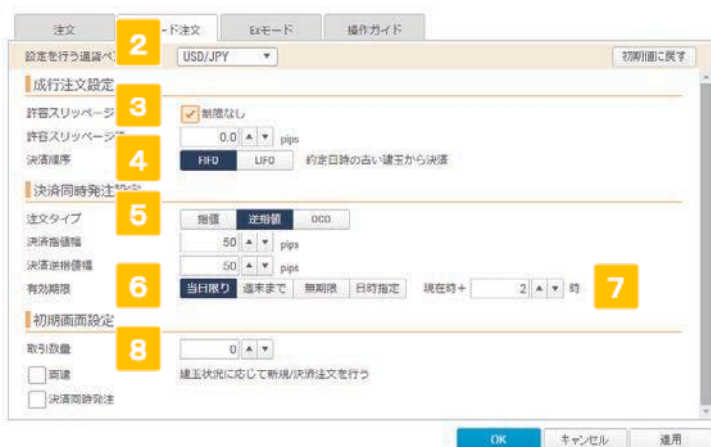 注文
ード注文
Exモード
操作ガイド
設定を行う通貨ペ
2
USD/JPY
初期値に戻す
成行注文設定
許容スリッページ
3
制限なし
許容スリッページ
0.0
pips
決済順序
4
FIFO
LIFO
約定日時の古い建玉から決済
決済同時発注
注文タイプ
5
指値
逆指値
OCO
決済指値幅
50
pips
決済逆指値幅
50
pips
有効期限
6
当日限り
週末まで
無期限
日時指定
現在時+
2
時
7
初期画面設定
取引数量
8
0
両建
建玉状況に応じて新規/決済注文を行う
決済同時発注
OK
キャンセル
適用